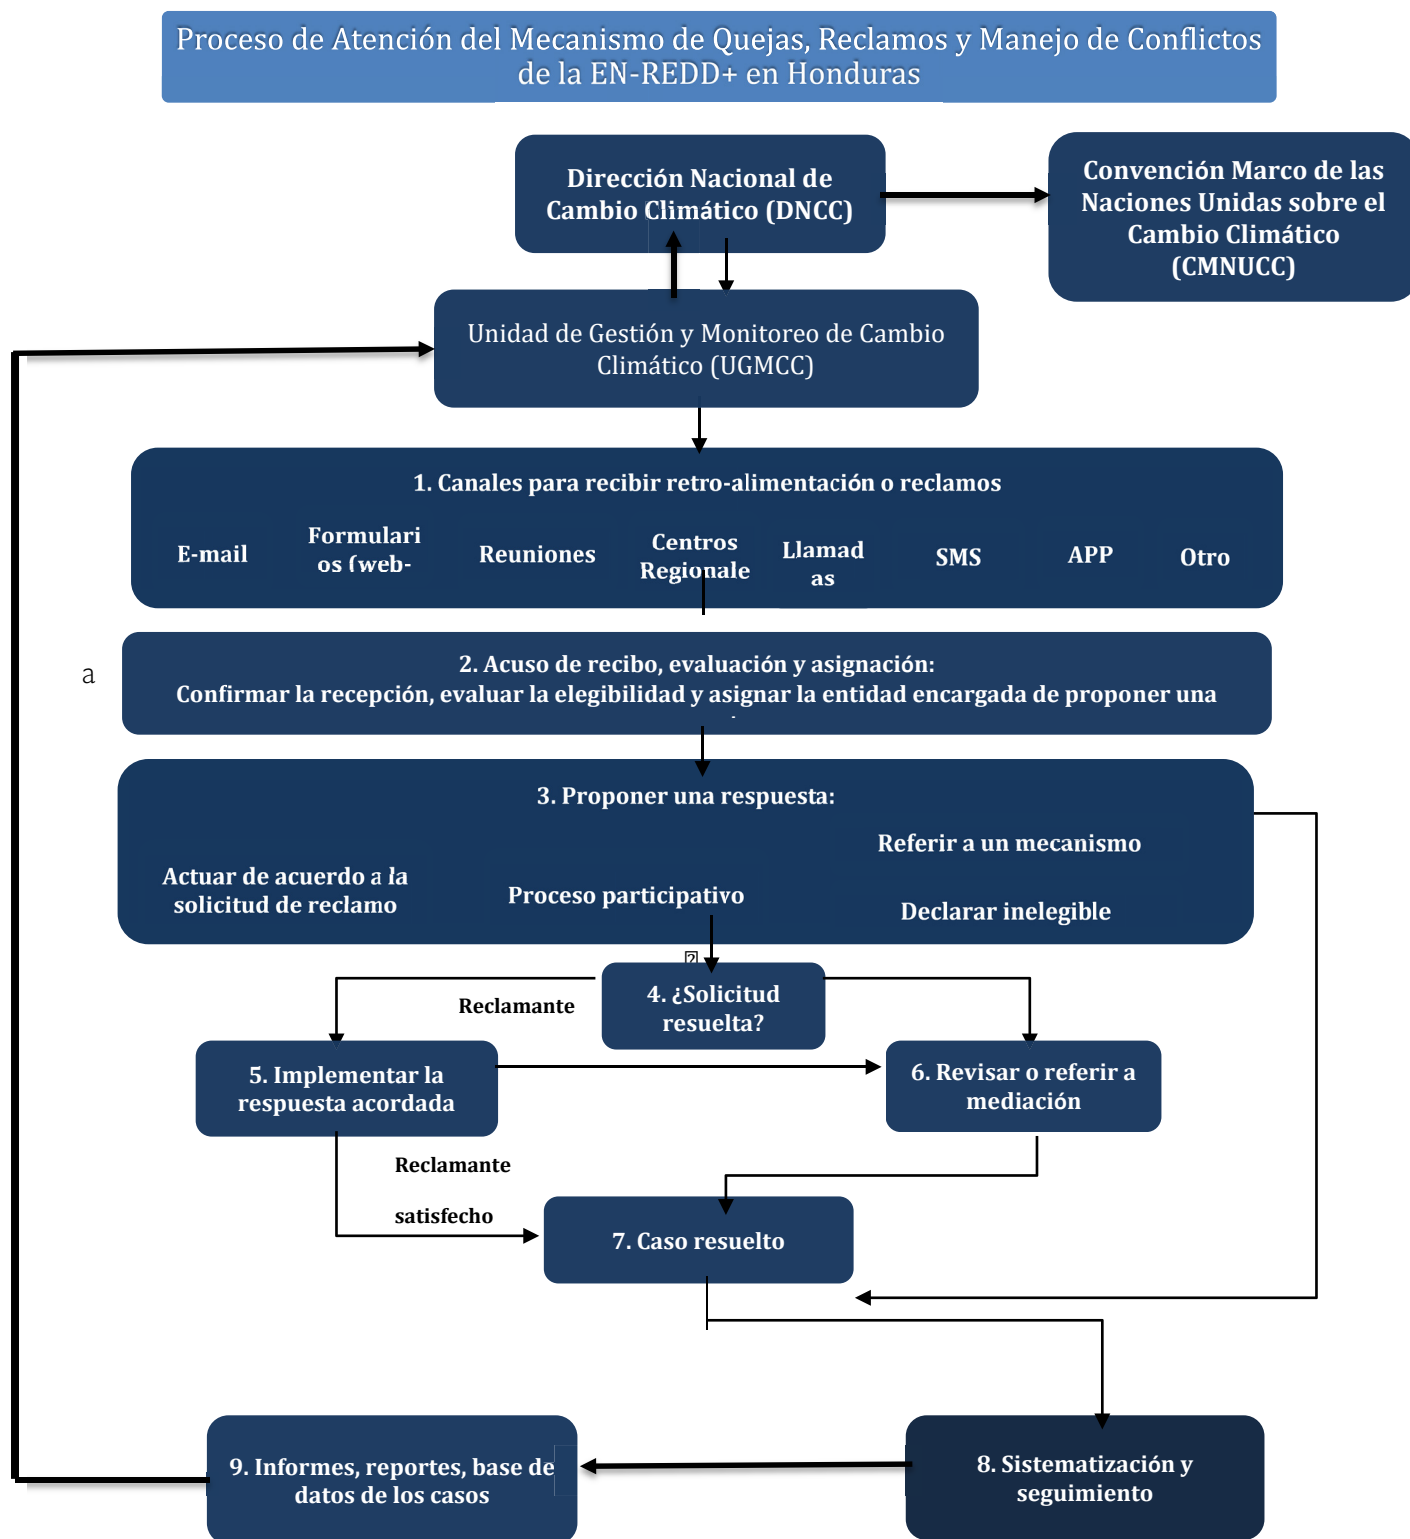 Proceso de Atención del Mecanismo de Quejas, Reclamos y Manejo de Conflictos
de la EN-REDD+ en Honduras
Dirección Nacional de
Cambio Climático (DNCC)
Convención Marco de las
Naciones Unidas sobre el
Cambio Climático
(CMNUCC)
Unidad de Gestión y Monitoreo de Cambio
Climático (UGMCC)
1. Canales para recibir retro-alimentación o reclamos
E-mail
Formulari
os (web-
Reuniones
Centros
Regionale
Llamad
as
SMS
APP
Otro
a
2. Acuso de recibo, evaluación y asignación:
Confirmar la recepción, evaluar la elegibilidad y asignar la entidad encargada de proponer una
3. Proponer una respuesta:
Referir a un mecanismo
Actuar de acuerdo a la
solicitud de reclamo
Proceso participativo
Declarar inelegible
4. ¿Solicitud
resuelta?
Reclamante
5. Implementar la
respuesta acordada
6. Revisar o referir a
mediación
Reclamante
satisfecho
7. Caso resuelto
9. Informes, reportes, base de
datos de los casos
8. Sistematización y
seguimiento